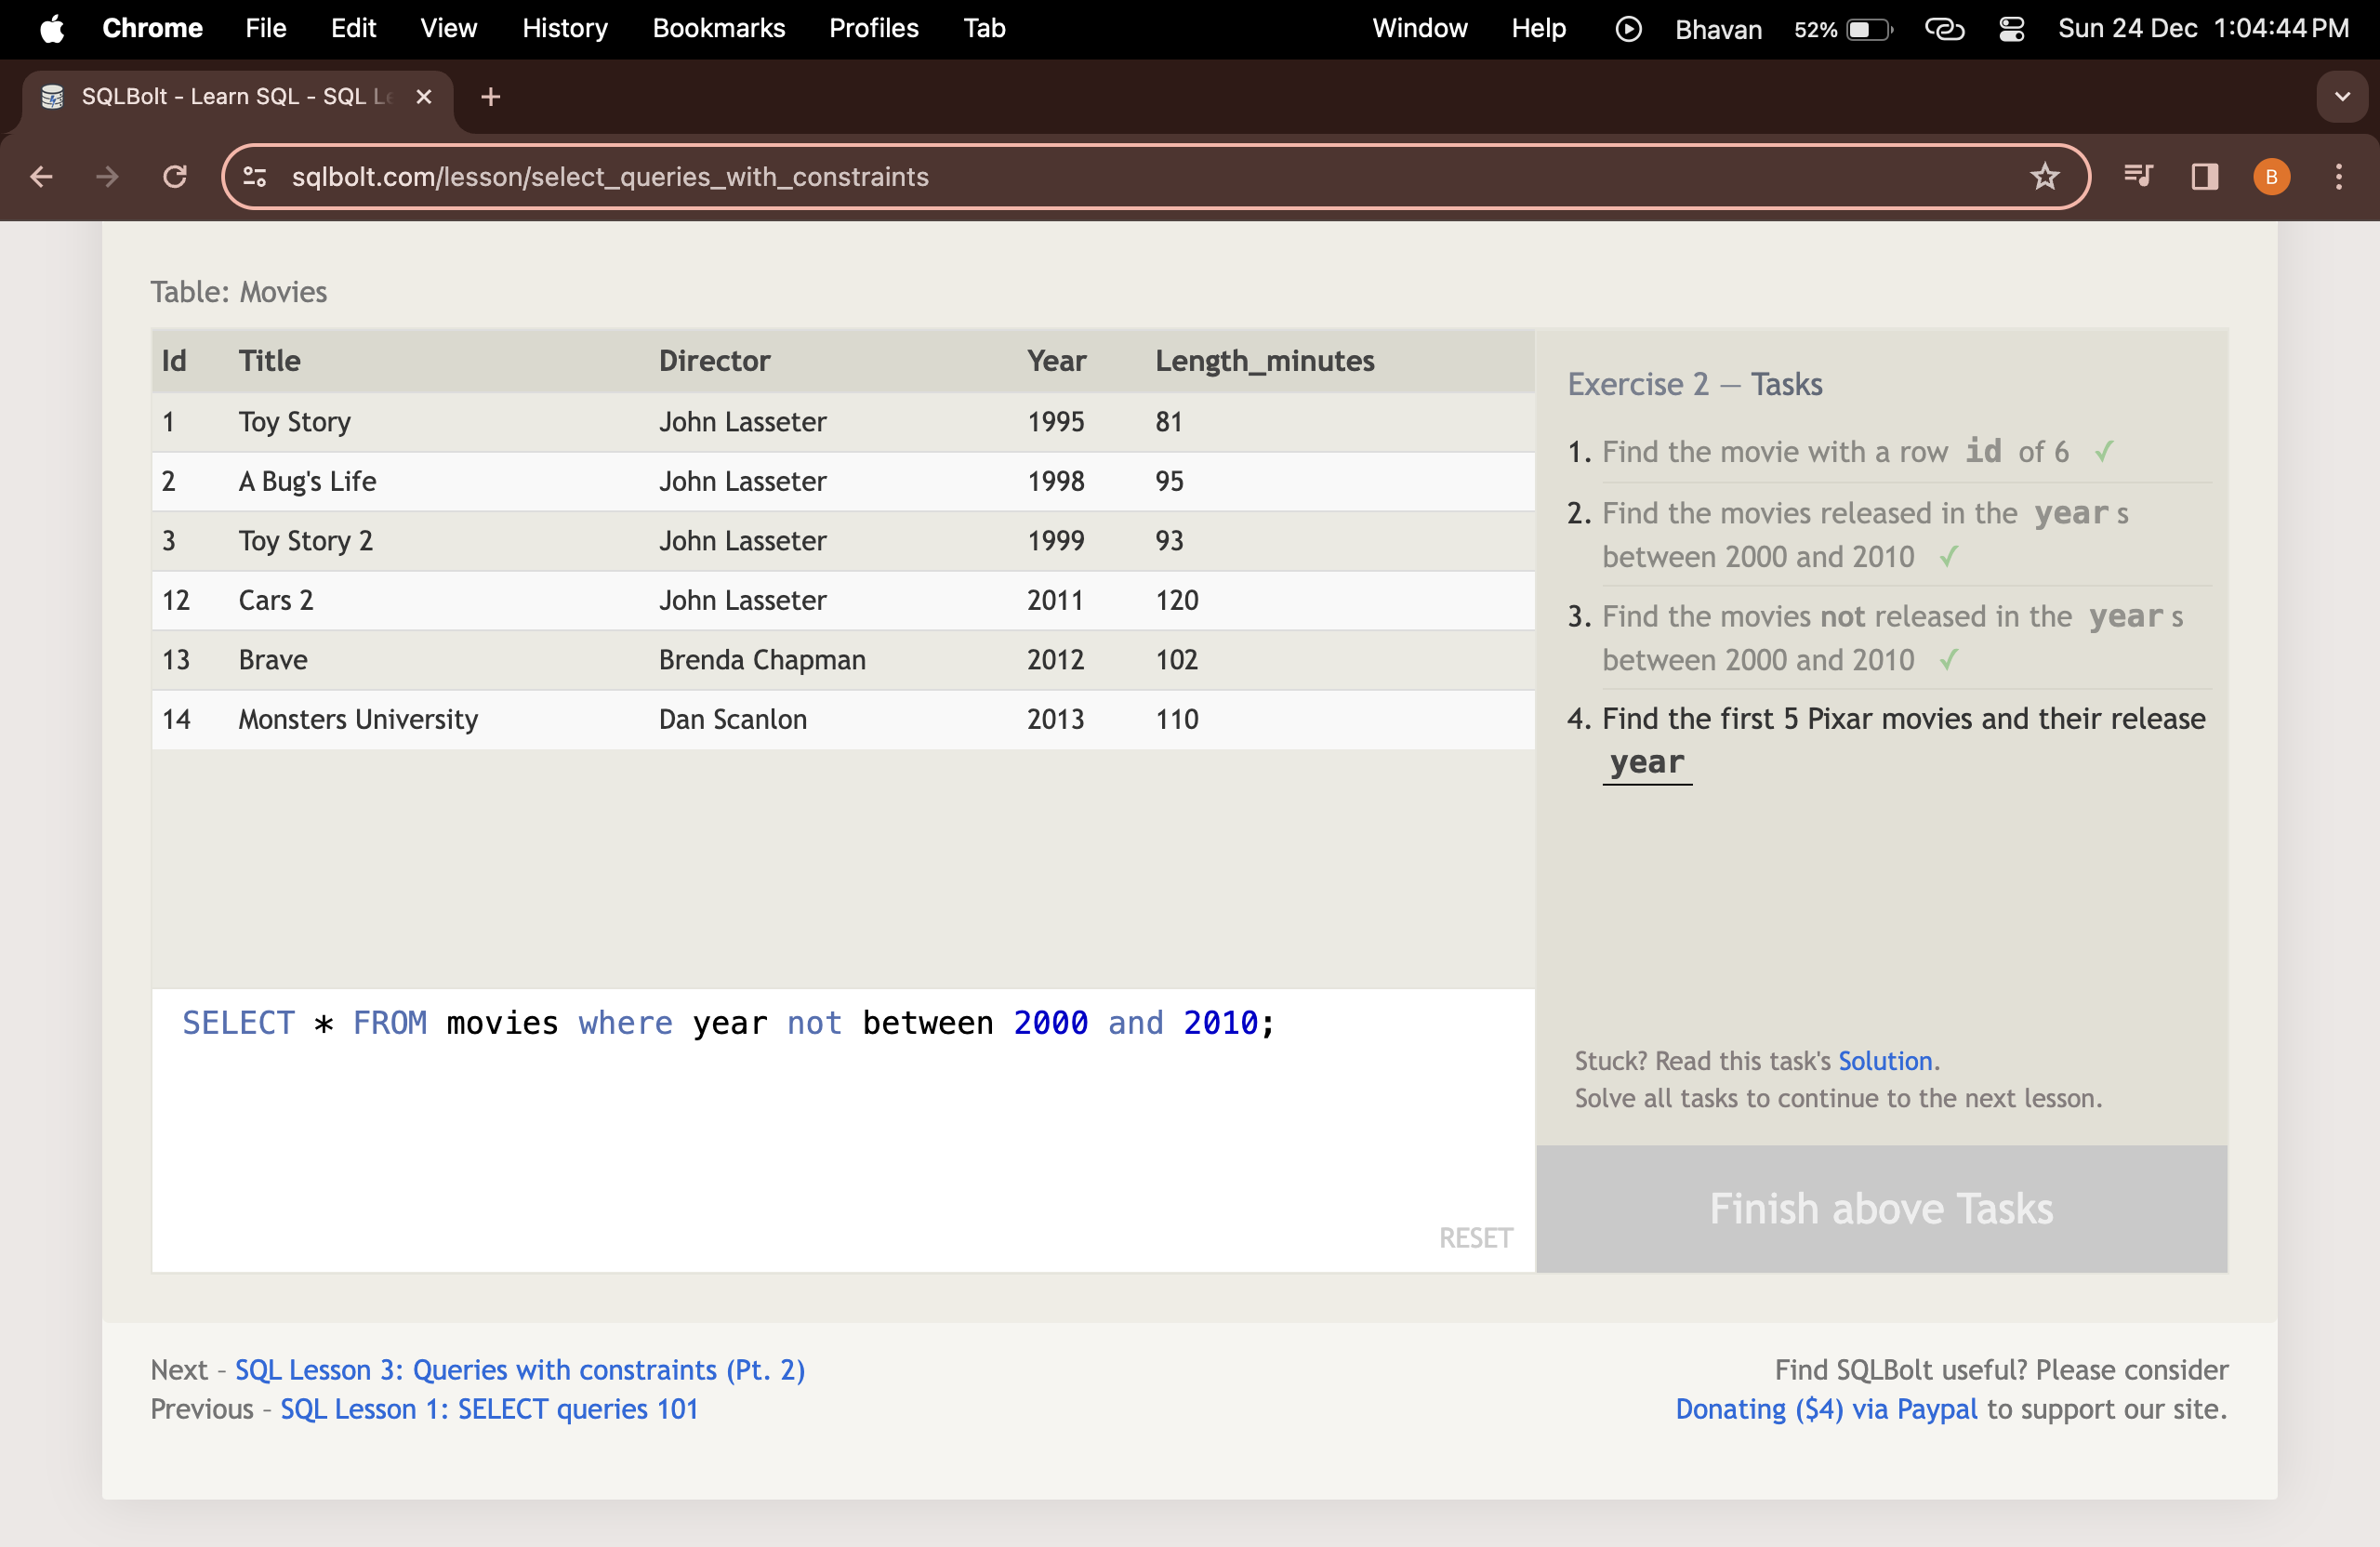 Chrome File Edit View History Bookmarks Profiles Tab Window Help Bhavan 52% Sun 24 Dec 1:04:44 PM
SQLBolt - Learn SQL - SQL
sqlbolt.com/lesson/select_queries_with_constraints
B
Table: Movies
Id Title Director Year Length_minutes
1 Toy Story John Lasseter 1995 81
2 A Bug's Life John Lasseter 1998 95
3 Toy Story 2 John Lasseter 1999 93
12 Cars 2 John Lasseter 2011 120
13 Brave Brenda Chapman 2012 102
14 Monsters University Dan Scanlon 2013 110
SELECT * FROM movies where year not between 2000 and 2010;
RESET
Exercise 2 — Tasks
1. Find the movie with a row id of 6 ✓
2. Find the movies released in the year s
between 2000 and 2010 ✓
3. Find the movies not released in the year s
between 2000 and 2010 ✓
4. Find the first 5 Pixar movies and their release
year
Stuck? Read this task's Solution.
Solve all tasks to continue to the next lesson.
Finish above Tasks
Next – SQL Lesson 3: Queries with constraints (Pt. 2)
Previous – SQL Lesson 1: SELECT queries 101
Find SQLBolt useful? Please consider
Donating ($4) via Paypal to support our site.